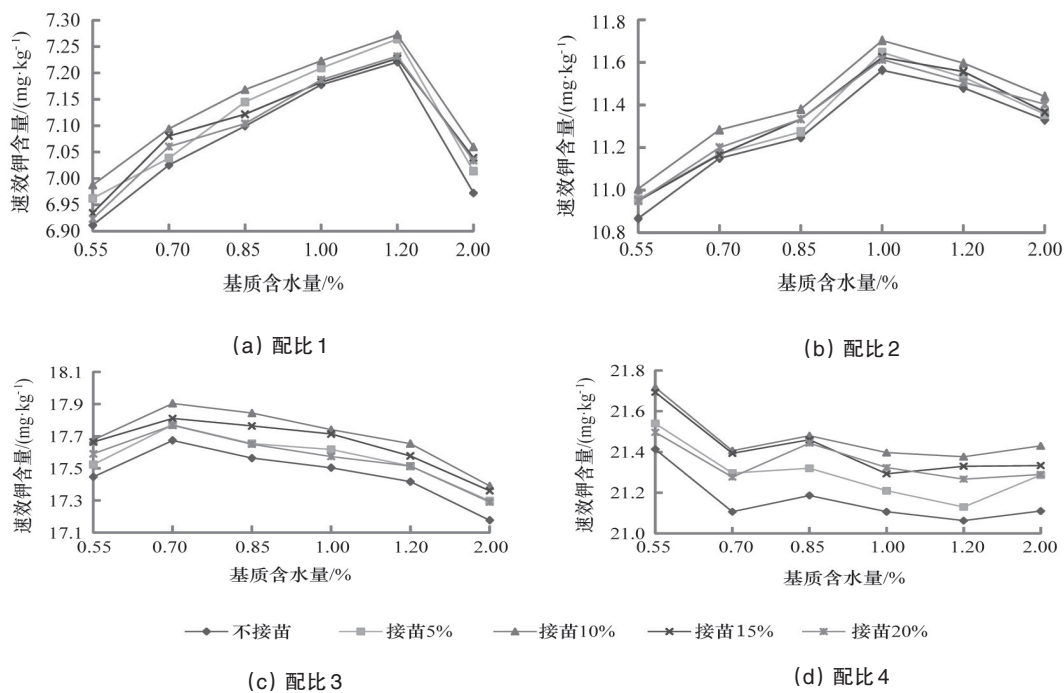 速效钾含量/(mg·kg⁻¹)
7.30
7.25
7.20
7.15
7.10
7.05
7.00
6.95
6.90
0.55 0.70 0.85 1.00 1.20 2.00
基质含水量/%
(a) 配比1
速效钾含量/(mg·kg⁻¹)
11.8
11.6
11.4
11.2
11.0
10.8
0.55 0.70 0.85 1.00 1.20 2.00
基质含水量/%
(b) 配比2
速效钾含量/(mg·kg⁻¹)
18.1
17.9
17.7
17.5
17.3
17.1
0.55 0.70 0.85 1.00 1.20 2.00
基质含水量/%
速效钾含量/(mg·kg⁻¹)
21.8
21.6
21.4
21.2
21.0
0.55 0.70 0.85 1.00 1.20 2.00
基质含水量/%
不接苗 接苗5% 接苗10% 接苗15% 接苗20%
(c) 配比3
(d) 配比4